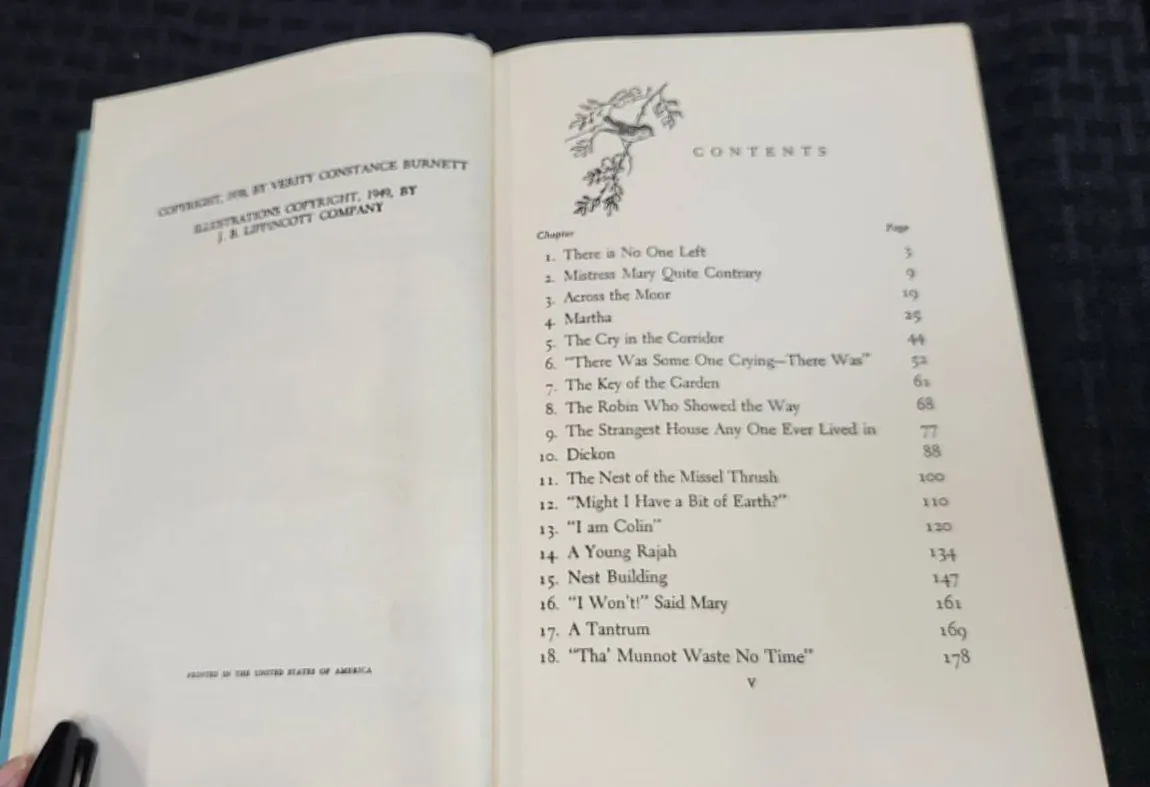 COPYRIGHT, 1938, BY VERITY CONSTANCE BURNETT
ILLUSTRATIONS COPYRIGHT, 1949, BY
J. B. LIPPINCOTT COMPANY
PRINTED IN THE UNITED STATES OF AMERICA
CONTENTS
Chapter Page
1. There is No One Left 3
2. Mistress Mary Quite Contrary 9
3. Across the Moor 19
4. Martha 25
5. The Cry in the Corridor 44
6. "There Was Some One Crying—There Was" 52
7. The Key of the Garden 61
8. The Robin Who Showed the Way 68
9. The Strangest House Any One Ever Lived in 77
10. Dickon 88
11. The Nest of the Missel Thrush 100
12. "Might I Have a Bit of Earth?" 110
13. "I am Colin" 120
14. A Young Rajah 134
15. Nest Building 147
16. "I Won't!" Said Mary 161
17. A Tantrum 169
18. "Tha' Munnot Waste No Time" 178
v